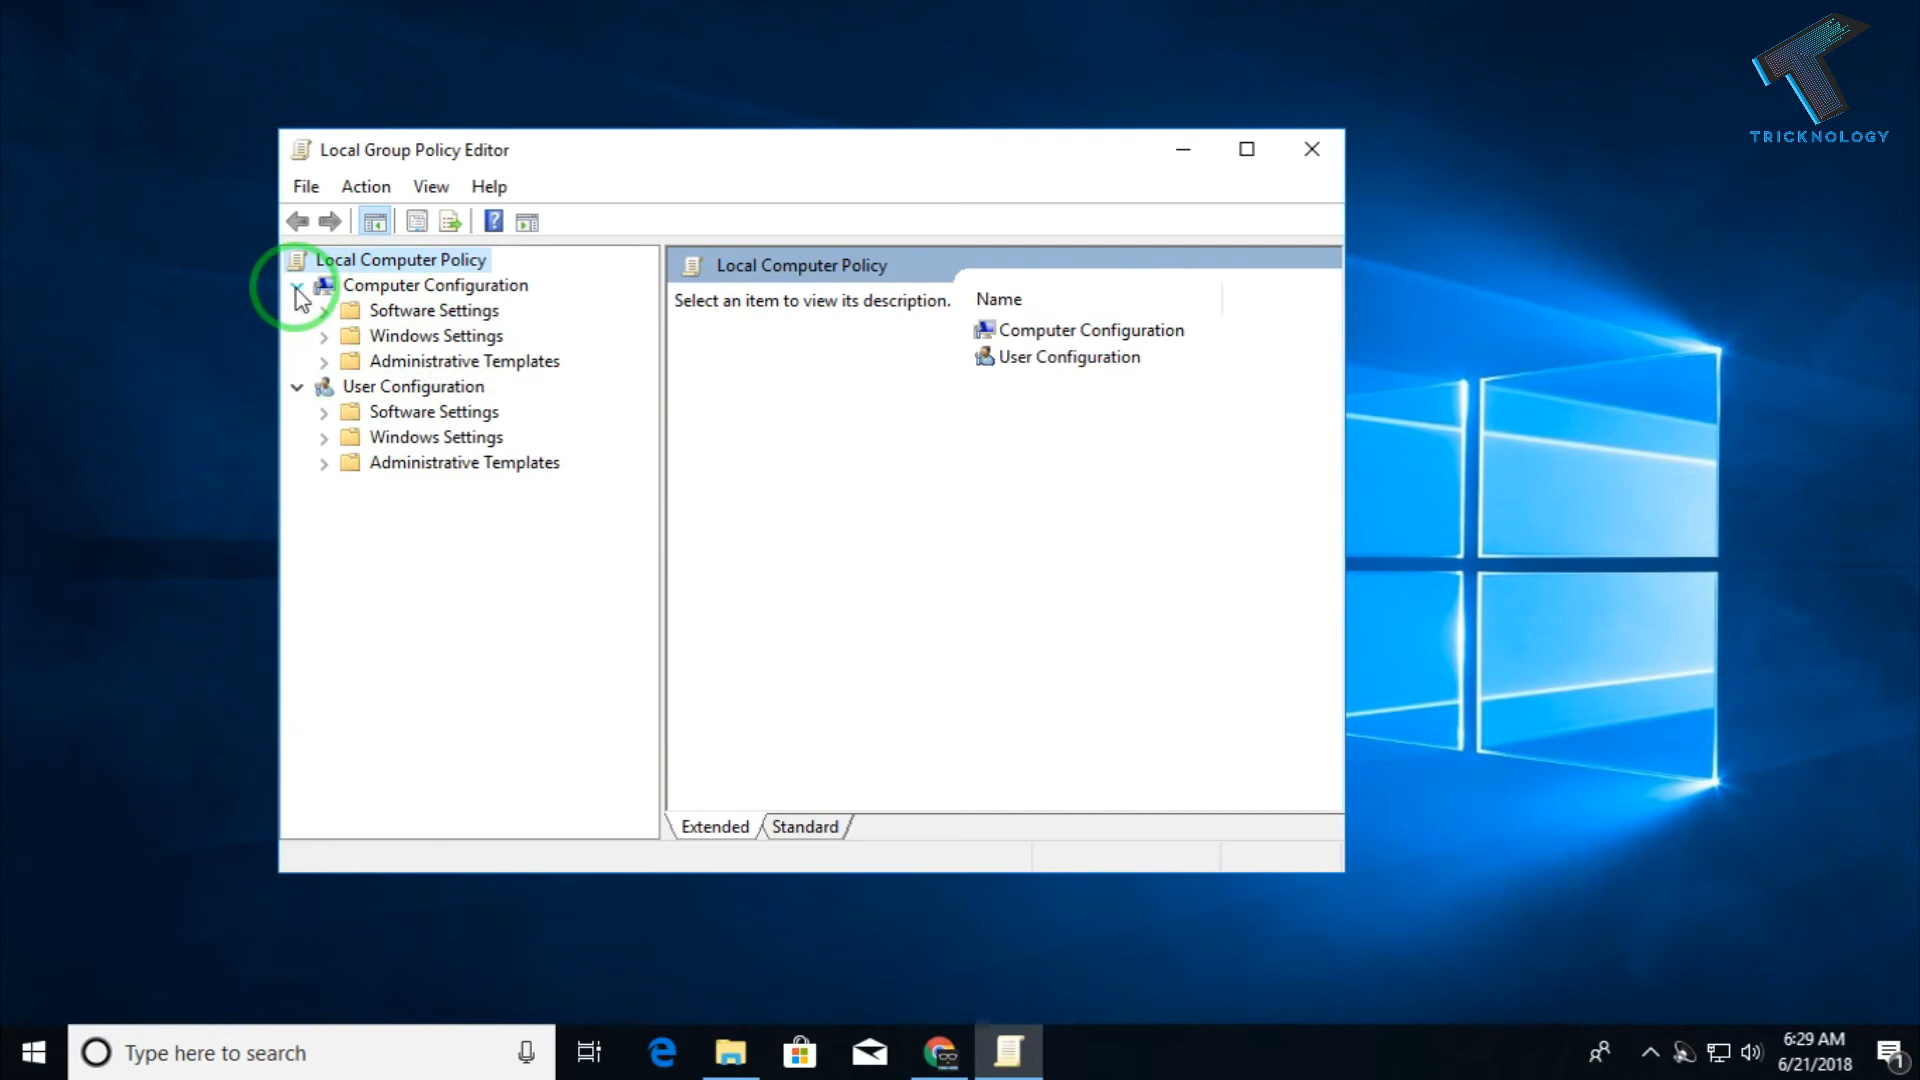 TRICKNOLOGY
Local Group Policy Editor
File Action View Help
Local Computer Policy
Computer Configuration
Software Settings
Windows Settings
Administrative Templates
User Configuration
Software Settings
Windows Settings
Administrative Templates
Local Computer Policy
Select an item to view its description.
Name
Computer Configuration
User Configuration
Extended Standard
Type here to search
6:29 AM
6/21/2018
1